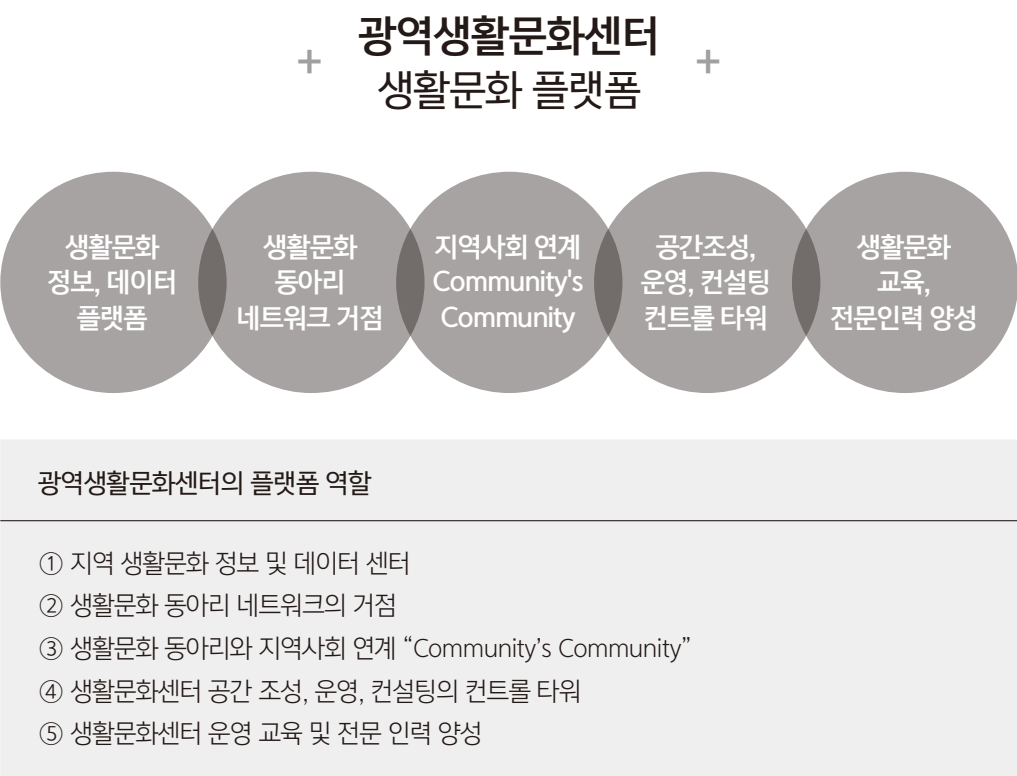 + 광역생활문화센터 +
생활문화 플랫폼
생활문화
정보, 데이터
플랫폼
생활문화
동아리
네트워크 거점
지역사회 연계
Community's
Community
공간조성,
운영, 컨설팅
컨트롤 타워
생활문화
교육,
전문인력 양성
광역생활문화센터의 플랫폼 역할
① 지역 생활문화 정보 및 데이터 센터
② 생활문화 동아리 네트워크의 거점
③ 생활문화 동아리와 지역사회 연계 “Community’s Community”
④ 생활문화센터 공간 조성, 운영, 컨설팅의 컨트롤 타워
⑤ 생활문화센터 운영 교육 및 전문 인력 양성